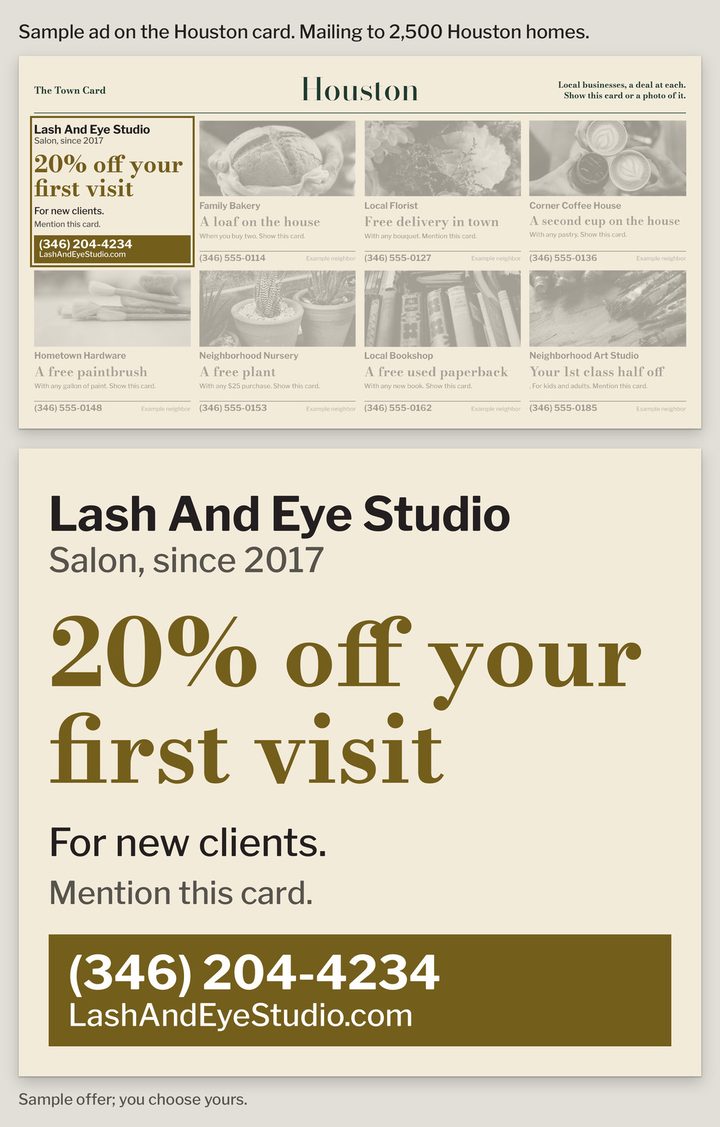 Sample ad on the Houston card. Mailing to 2,500 Houston homes.
The Town Card
Houston
Local businesses, a deal at each.
Show this card or a photo of it.
Lash And Eye Studio
Salon, since 2017
20% off your
first visit
For new clients.
Mention this card.
(346) 204-4234
LashAndEyeStudio.com
Family Bakery
A loaf on the house
When you buy two. Show this card.
(346) 555-0114
Example neighbor
Local Florist
Free delivery in town
With any bouquet. Mention this card.
(346) 555-0127
Example neighbor
Corner Coffee House
A second cup on the house
With any pastry. Show this card.
(346) 555-0136
Example neighbor
Hometown Hardware
A free paintbrush
With any gallon of paint. Show this card.
(346) 555-0148
Example neighbor
Neighborhood Nursery
A free plant
With any $25 purchase. Show this card.
(346) 555-0153
Example neighbor
Local Bookshop
A free used paperback
With any new book. Show this card.
(346) 555-0162
Example neighbor
Neighborhood Art Studio
Your 1st class half off
For kids and adults. Mention this card.
(346) 555-0185
Example neighbor
Lash And Eye Studio
Salon, since 2017
20% off your
first visit
For new clients.
Mention this card.
(346) 204-4234
LashAndEyeStudio.com
Sample offer; you choose yours.